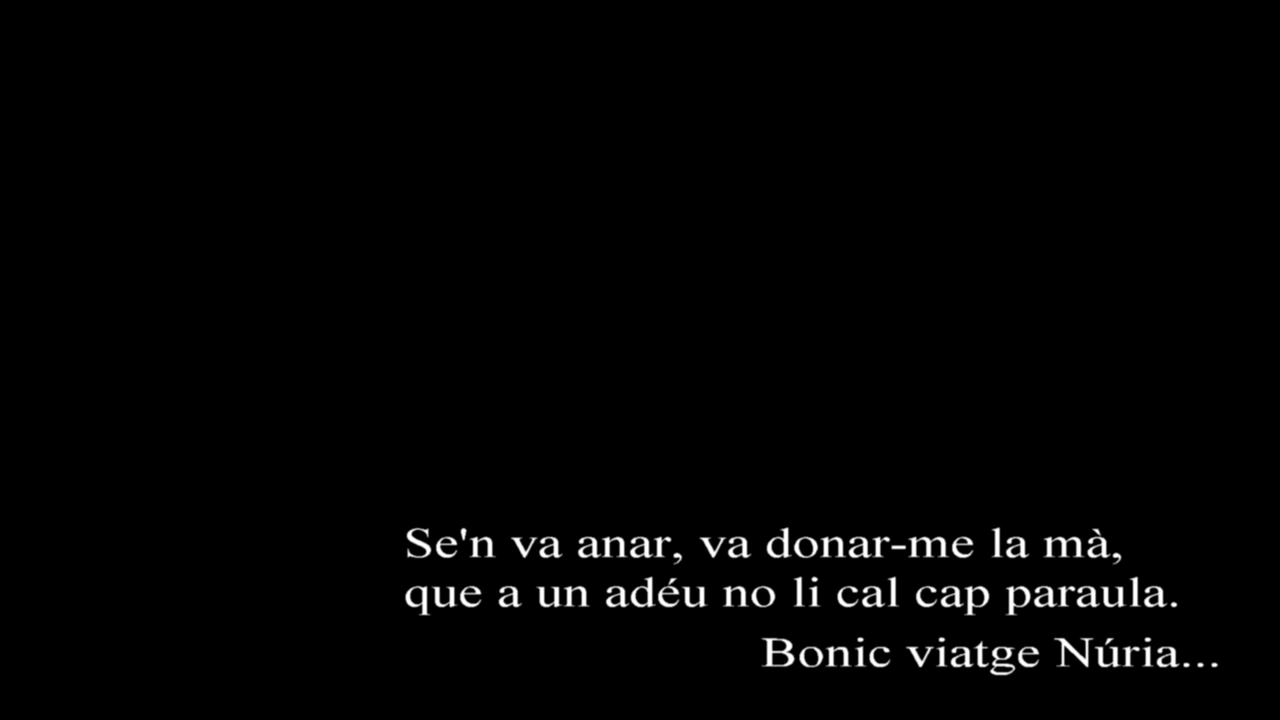 Se'n va anar, va donar-me la mà,
que a un adéu no li cal cap paraula.
Bonic viatge Núria...